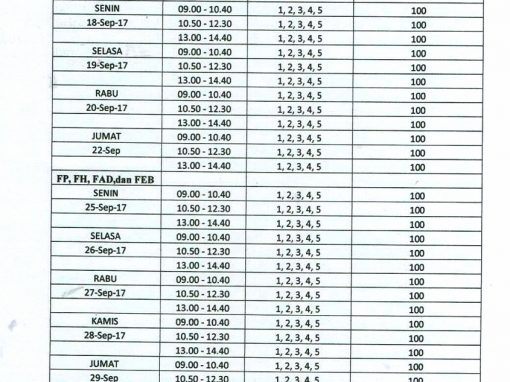 SENIN 09.00 - 10.40 1, 2, 3, 4, 5 100
18-Sep-17 10.50 - 12.30 1, 2, 3, 4, 5 100
13.00 - 14.40 1, 2, 3, 4, 5 100
SELASA 09.00 - 10.40 1, 2, 3, 4, 5 100
19-Sep-17 10.50 - 12.30 1, 2, 3, 4, 5 100
13.00 - 14.40 1, 2, 3, 4, 5 100
RABU 09.00 - 10.40 1, 2, 3, 4, 5 100
20-Sep-17 10.50 - 12.30 1, 2, 3, 4, 5 100
13.00 - 14.40 1, 2, 3, 4, 5 100
JUMAT 09.00 - 10.40 1, 2, 3, 4, 5 100
22-Sep 10.50 - 12.30 1, 2, 3, 4, 5 100
13.00 - 14.40 1, 2, 3, 4, 5 100
FP, FH, FAD,dan FEB
SENIN 09.00 - 10.40 1, 2, 3, 4, 5 100
25-Sep-17 10.50 - 12.30 1, 2, 3, 4, 5 100
13.00 - 14.40 1, 2, 3, 4, 5 100
SELASA 09.00 - 10.40 1, 2, 3, 4, 5 100
26-Sep-17 10.50 - 12.30 1, 2, 3, 4, 5 100
13.00 - 14.40 1, 2, 3, 4, 5 100
RABU 09.00 - 10.40 1, 2, 3, 4, 5 100
27-Sep-17 10.50 - 12.30 1, 2, 3, 4, 5 100
13.00 - 14.40 1, 2, 3, 4, 5 100
KAMIS 09.00 - 10.40 1, 2, 3, 4, 5 100
28-Sep-17 10.50 - 12.30 1, 2, 3, 4, 5 100
13.00 - 14.40 1, 2, 3, 4, 5 100
JUMAT 09.00 - 10.40 1, 2, 3, 4, 5 100
29-Sep 10.50 - 12.30 1, 2, 3, 4, 5 100